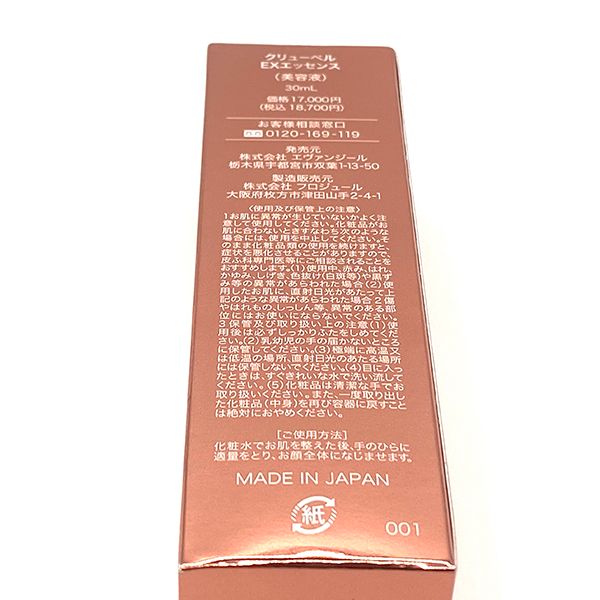 クリューベル
EXエッセンス
(美容液)
30mL
価格17,000円
(税込 18,700円)
お客様相談窓口
0120-169-119
発売元
株式会社 エヴァンジール
栃木県宇都宮市双葉1-13-50
製造販売元
株式会社 フロジュール
大阪府枚方市津田山手2-4-1
〈使用及び保管上の注意〉
1お肌に異常が生じていないかよく注
意して使用してください。化粧品がお
肌に合わないときすなわち次のような
場合には、使用を中止してください。そ
のまま化粧品類の使用を続けますと、
症状を悪化させることがありますので、
皮ふ科専門医等にご相談されることを
おすすめします。(1)使用中、赤み、はれ、
かゆみ、しげき、色抜け(白斑等)や黒ず
み等の異常があらわれた場合(2)使
用したお肌に、直射日光があたって上
記のような異常があらわれた場合 2傷
やはれもの、しっしん等、異常のある部
位にはお使いにならないでください。
3保管及び取り扱い上の注意(1)使
用後は必ずしっかりふたをしめてくだ
さい。(2)乳幼児の手の届かないところ
に保管してください。(3)極端に高温又
は低温の場所、直射日光のあたる場所
には保管しないでください。(4)目に入っ
たときは、すぐきれいな水で洗い流して
ください。(5)化粧品は清潔な手でお
取り扱いください。また、一度取り出し
た化粧品(中身)を再び容器に戻すこと
は絶対におやめください。
[ご使用方法]
化粧水でお肌を整えた後、手のひらに
適量をとり、お顔全体になじませます。
MADE IN JAPAN
紙
001